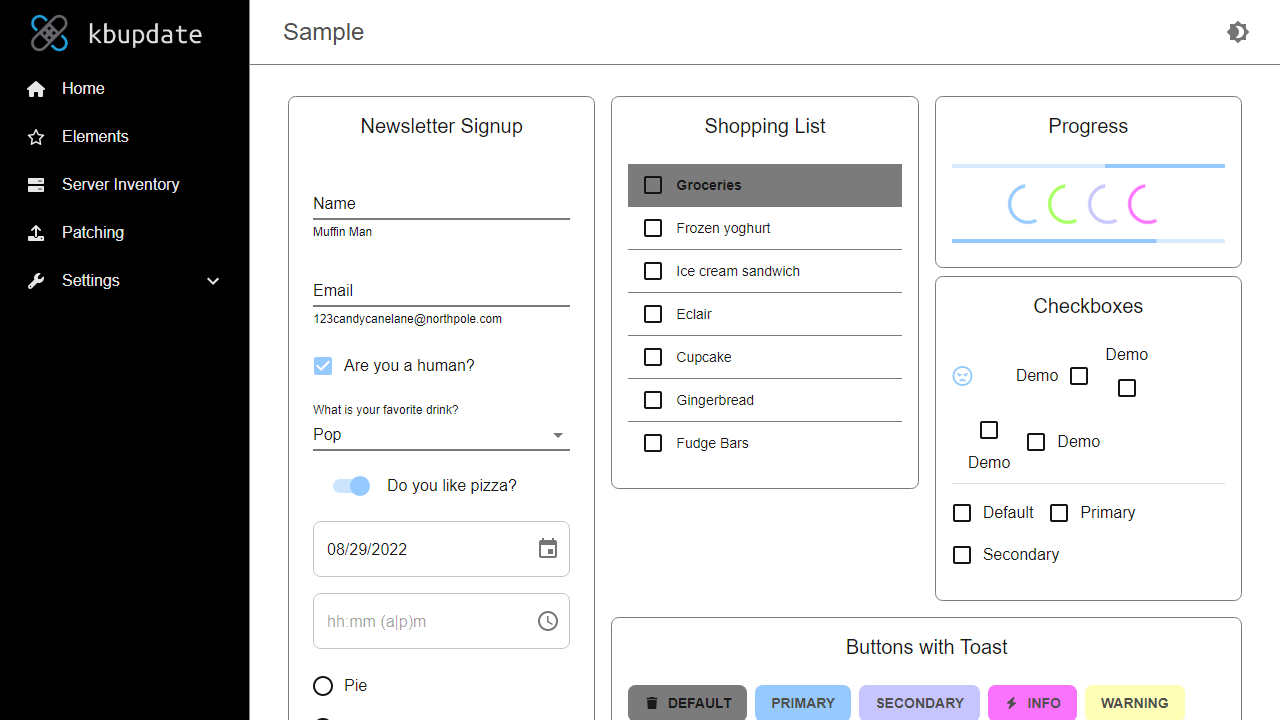 kbupdate
Home
Elements
Server Inventory
Patching
Settings
Sample
Newsletter Signup
Name
Muffin Man
Email
123candycanelane@northpole.com
Are you a human?
What is your favorite drink?
Pop
Do you like pizza?
08/29/2022
hh:mm (a|p)m
Pie
Shopping List
Groceries
Frozen yoghurt
Ice cream sandwich
Eclair
Cupcake
Gingerbread
Fudge Bars
Progress
Checkboxes
Demo
Demo
Demo
Demo
Default Primary
Secondary
Buttons with Toast
DEFAULT PRIMARY SECONDARY INFO WARNING